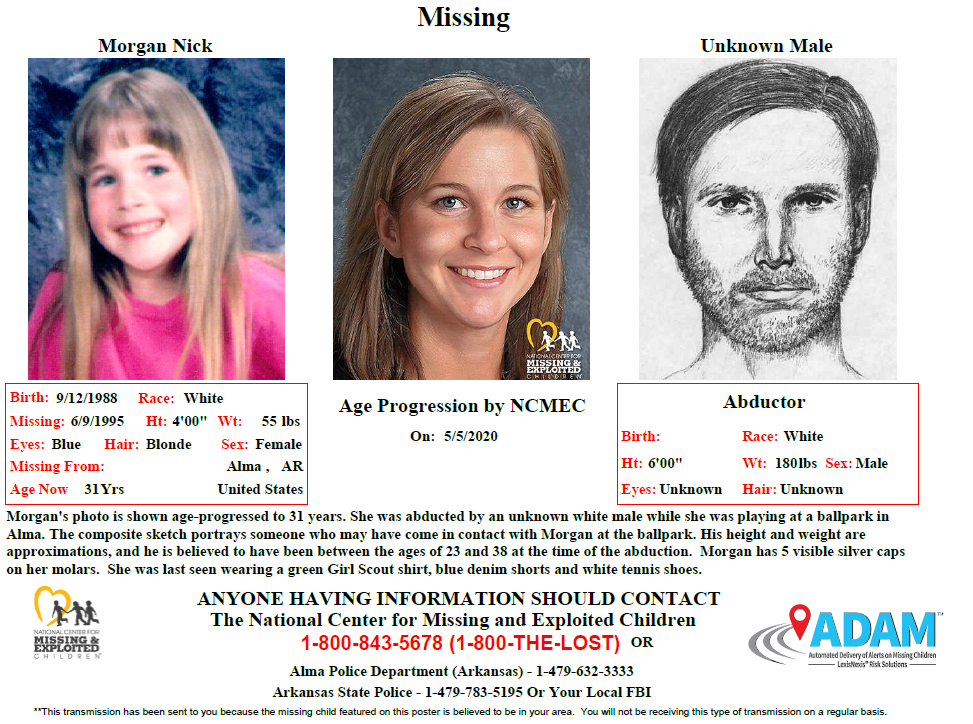 Missing
Morgan Nick
Unknown Male
NATIONAL CENTER FOR
MISSING &
EXPLOITED
CHILDREN
Birth: 9/12/1988 Race: White
Missing: 6/9/1995 Ht: 4'00" Wt: 55 lbs
Eyes: Blue Hair: Blonde Sex: Female
Missing From: Alma , AR
Age Now 31Yrs United States
Age Progression by NCMEC
On: 5/5/2020
Abductor
Birth: Race: White
Ht: 6'00" Wt: 180lbs Sex: Male
Eyes: Unknown Hair: Unknown
Morgan's photo is shown age-progressed to 31 years. She was abducted by an unknown white male while she was playing at a ballpark in
Alma. The composite sketch portrays someone who may have come in contact with Morgan at the ballpark. His height and weight are
approximations, and he is believed to have been between the ages of 23 and 38 at the time of the abduction. Morgan has 5 visible silver caps
on her molars. She was last seen wearing a green Girl Scout shirt, blue denim shorts and white tennis shoes.
NATIONAL CENTER FOR
MISSING &
EXPLOITED
CHILDREN
ANYONE HAVING INFORMATION SHOULD CONTACT
The National Center for Missing and Exploited Children
1-800-843-5678 (1-800-THE-LOST) OR
Alma Police Department (Arkansas) - 1-479-632-3333
Arkansas State Police - 1-479-783-5195 Or Your Local FBI
ADAM™
Automated Delivery of Alerts on Missing Children
LexisNexis® Risk Solutions
**This transmission has been sent to you because the missing child featured on this poster is believed to be in your area. You will not be receiving this type of transmission on a regular basis.